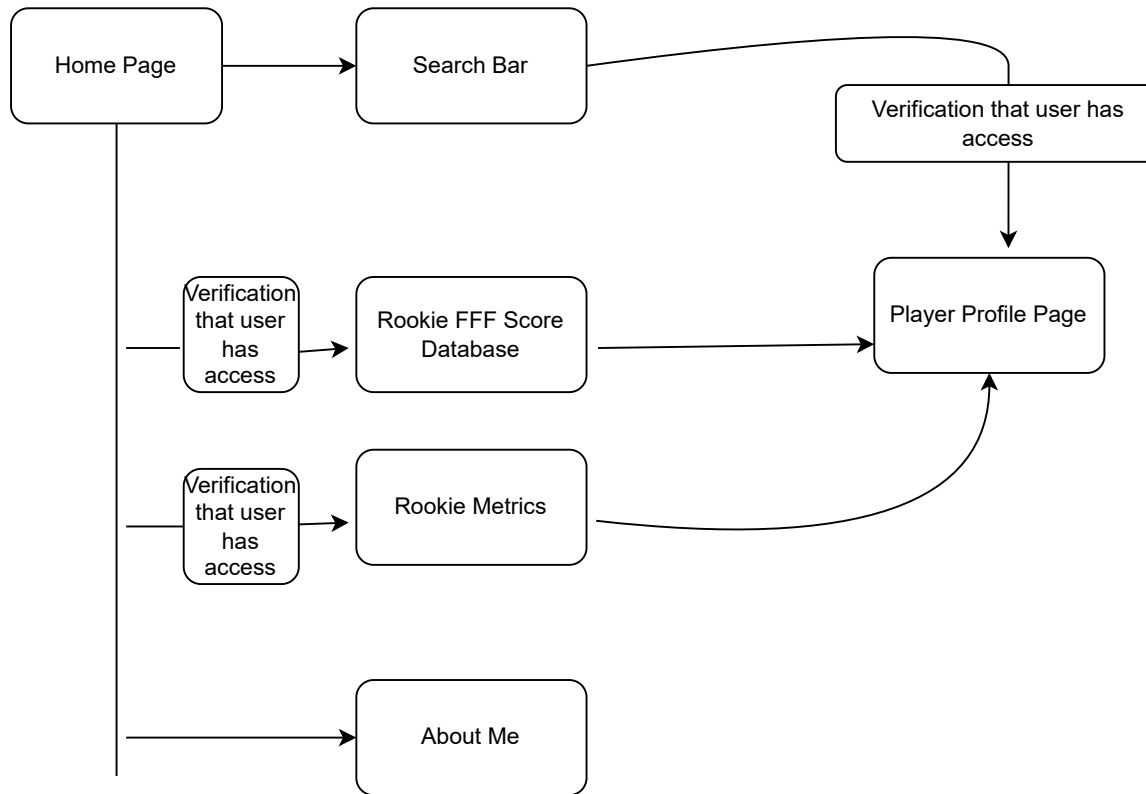 Home Page
Search Bar
Verification that user has
access
Verification
that user
has
access
Rookie FFF Score
Database
Player Profile Page
Verification
that user
has
access
Rookie Metrics
About Me